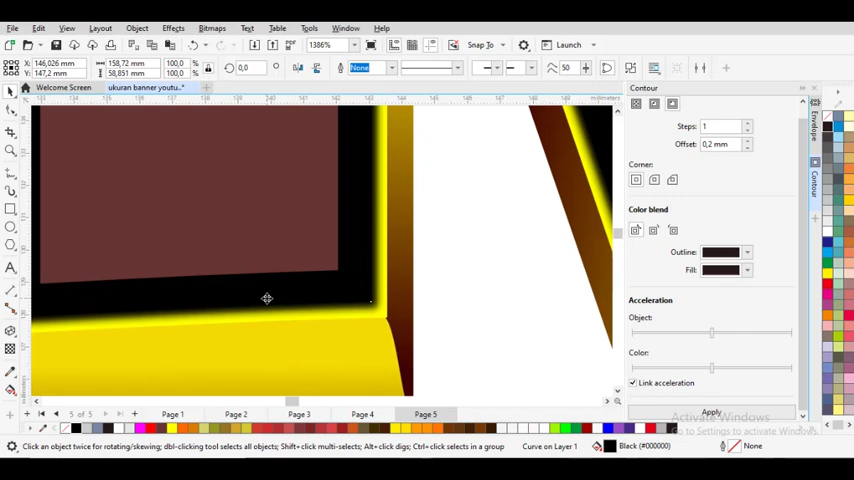 File Edit View Layout Object Effects Bitmaps Text Table Tools Window Help
PDF 1386% Snap To Launch
X: 146,026 mm 158,72 mm 100,0 %
Y: 147,2 mm 58,851 mm 100,0 %
0,0 None 50
Welcome Screen ukuran banner youtu..*
millimeters
Contour
Steps: 1
Offset: 0,2 mm
Corner:
Color blend
Outline:
Fill:
Acceleration
Object:
Color:
Link acceleration
Apply
Envelope
Contour
Activate Windows
Go to Settings to activate Windows.
5 of 5 Page 1 Page 2 Page 3 Page 4 Page 5
Click an object twice for rotating/skewing; dbl-clicking tool selects all objects; Shift+click multi-selects; Alt+click digs; Ctrl+click selects in a group Curve on Layer 1 Black (#000000) None